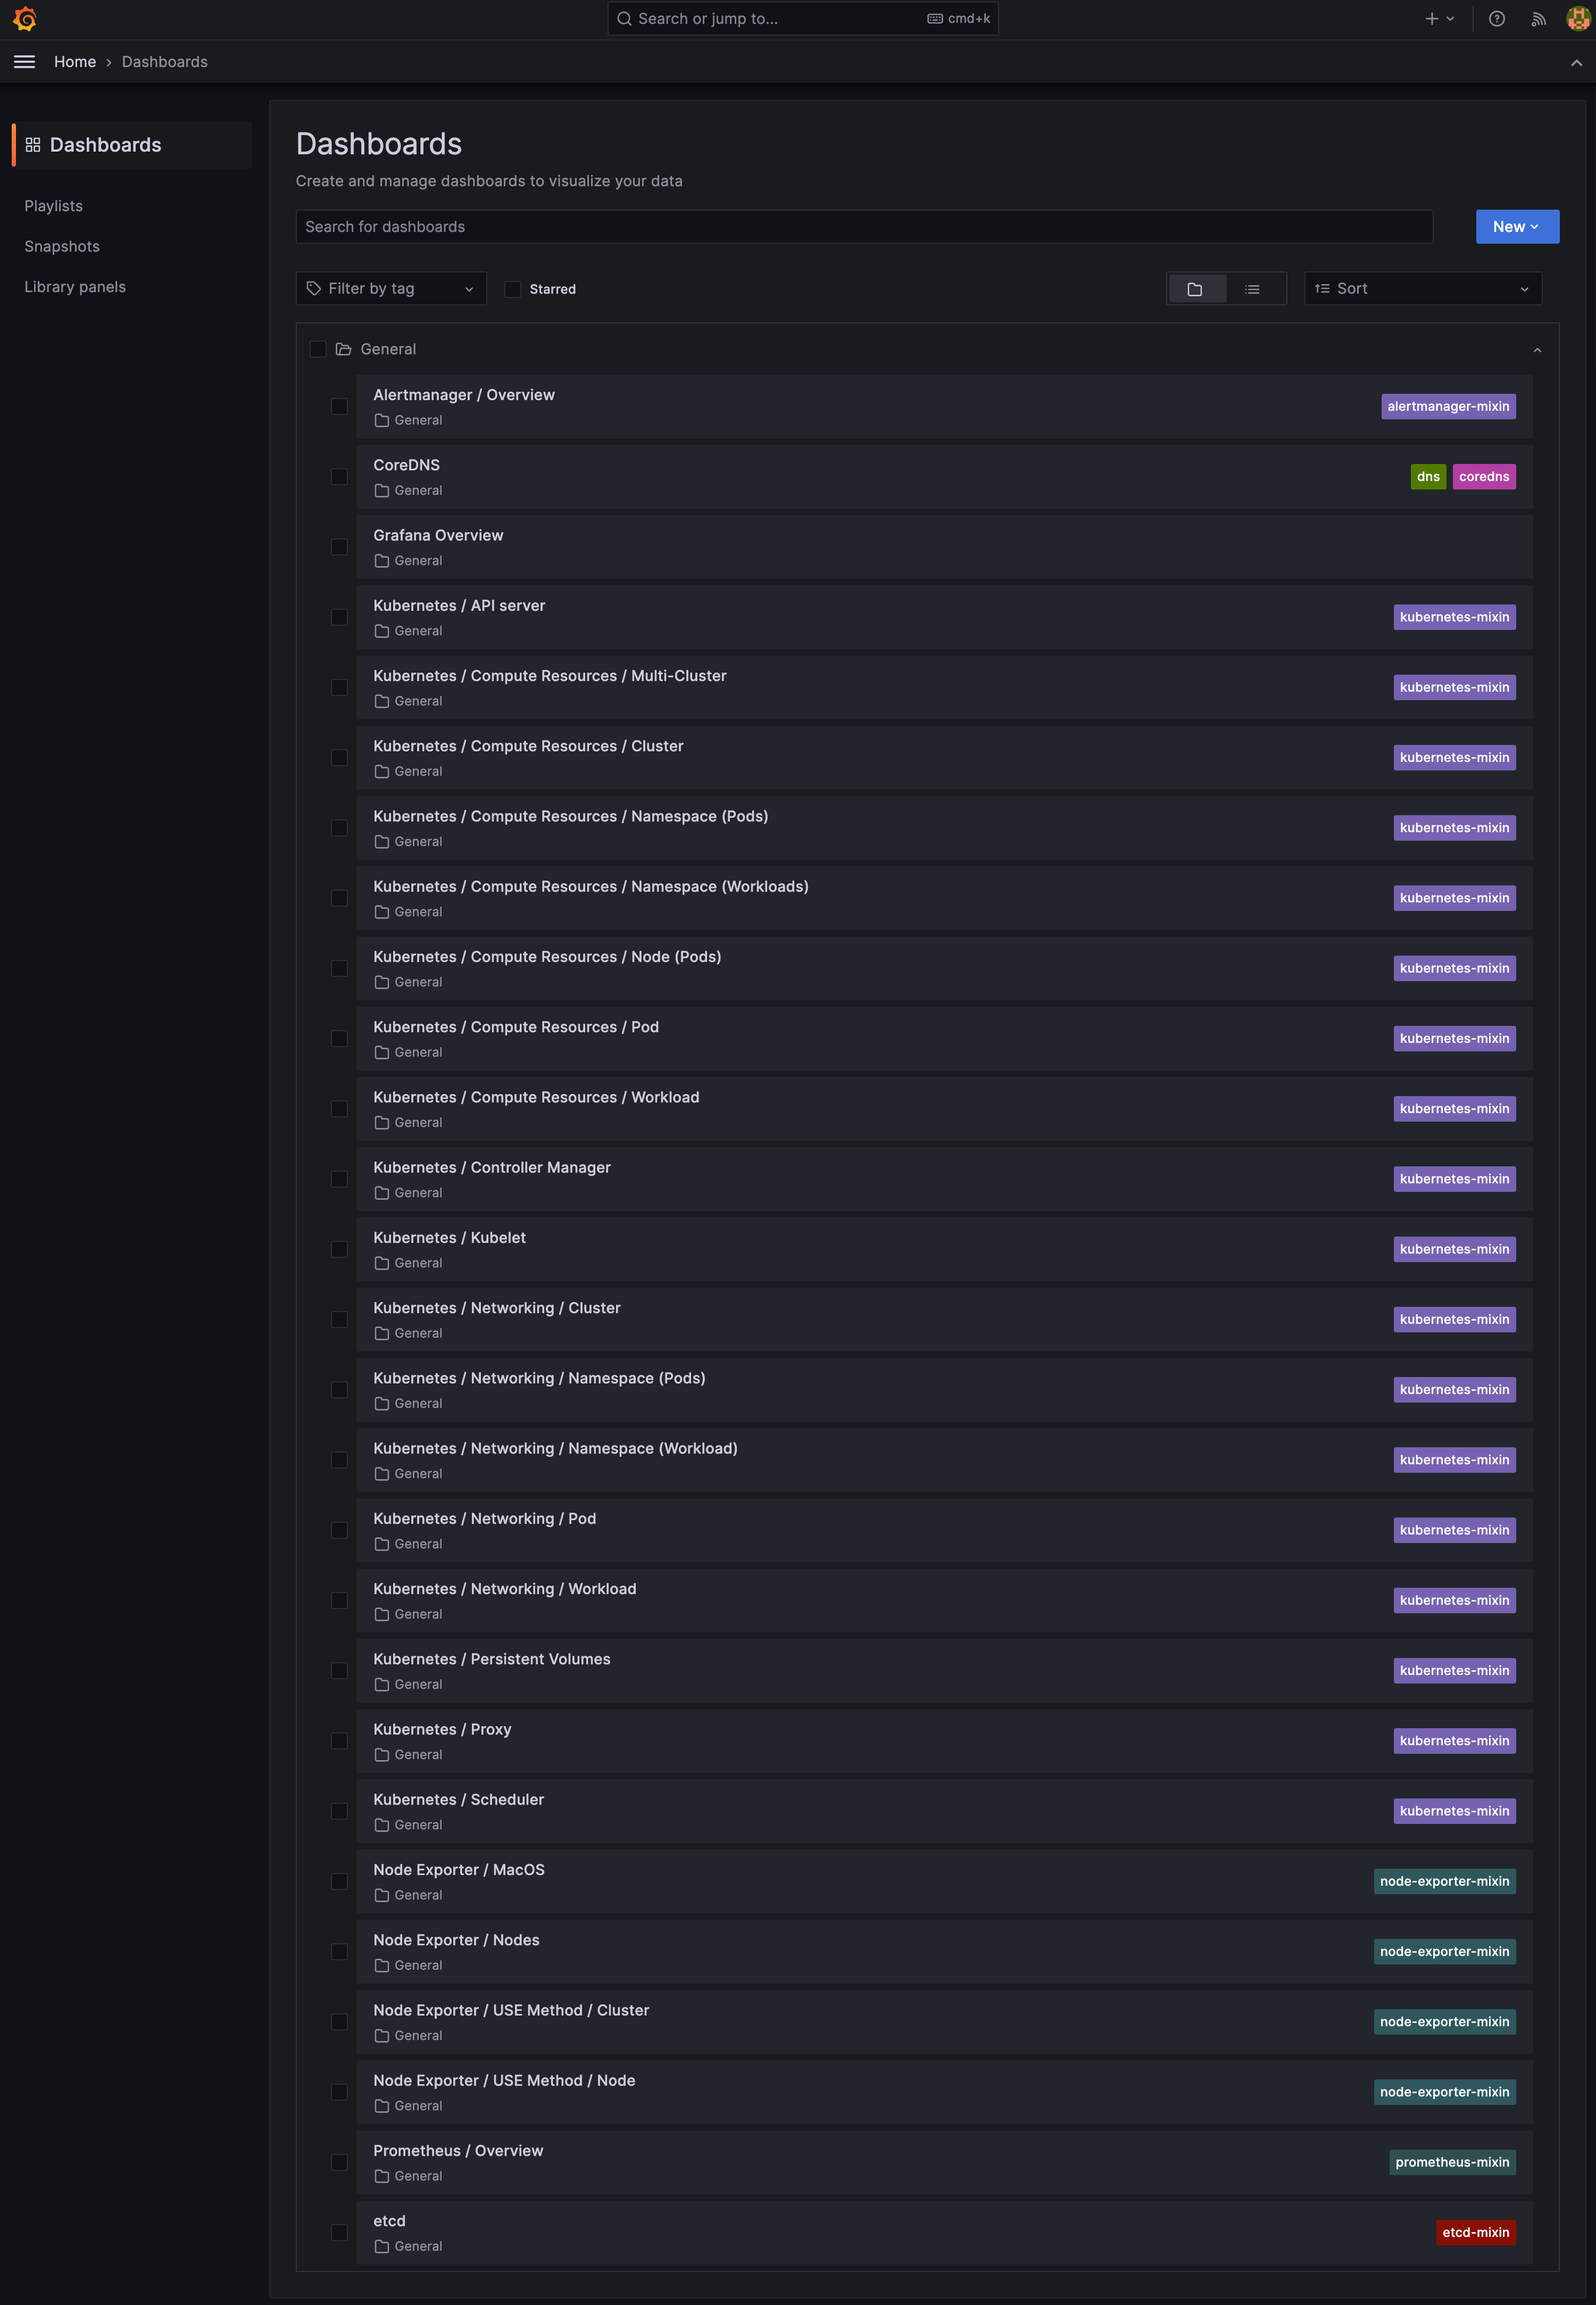 Search or jump to... cmd+k
Home › Dashboards
Dashboards
Playlists
Snapshots
Library panels
Dashboards
Create and manage dashboards to visualize your data
Search for dashboards
New
Filter by tag
Starred
Sort
General
Alertmanager / Overview
General
alertmanager-mixin
CoreDNS
General
dns coredns
Grafana Overview
General
Kubernetes / API server
General
kubernetes-mixin
Kubernetes / Compute Resources / Multi-Cluster
General
kubernetes-mixin
Kubernetes / Compute Resources / Cluster
General
kubernetes-mixin
Kubernetes / Compute Resources / Namespace (Pods)
General
kubernetes-mixin
Kubernetes / Compute Resources / Namespace (Workloads)
General
kubernetes-mixin
Kubernetes / Compute Resources / Node (Pods)
General
kubernetes-mixin
Kubernetes / Compute Resources / Pod
General
kubernetes-mixin
Kubernetes / Compute Resources / Workload
General
kubernetes-mixin
Kubernetes / Controller Manager
General
kubernetes-mixin
Kubernetes / Kubelet
General
kubernetes-mixin
Kubernetes / Networking / Cluster
General
kubernetes-mixin
Kubernetes / Networking / Namespace (Pods)
General
kubernetes-mixin
Kubernetes / Networking / Namespace (Workload)
General
kubernetes-mixin
Kubernetes / Networking / Pod
General
kubernetes-mixin
Kubernetes / Networking / Workload
General
kubernetes-mixin
Kubernetes / Persistent Volumes
General
kubernetes-mixin
Kubernetes / Proxy
General
kubernetes-mixin
Kubernetes / Scheduler
General
kubernetes-mixin
Node Exporter / MacOS
General
node-exporter-mixin
Node Exporter / Nodes
General
node-exporter-mixin
Node Exporter / USE Method / Cluster
General
node-exporter-mixin
Node Exporter / USE Method / Node
General
node-exporter-mixin
Prometheus / Overview
General
prometheus-mixin
etcd
General
etcd-mixin